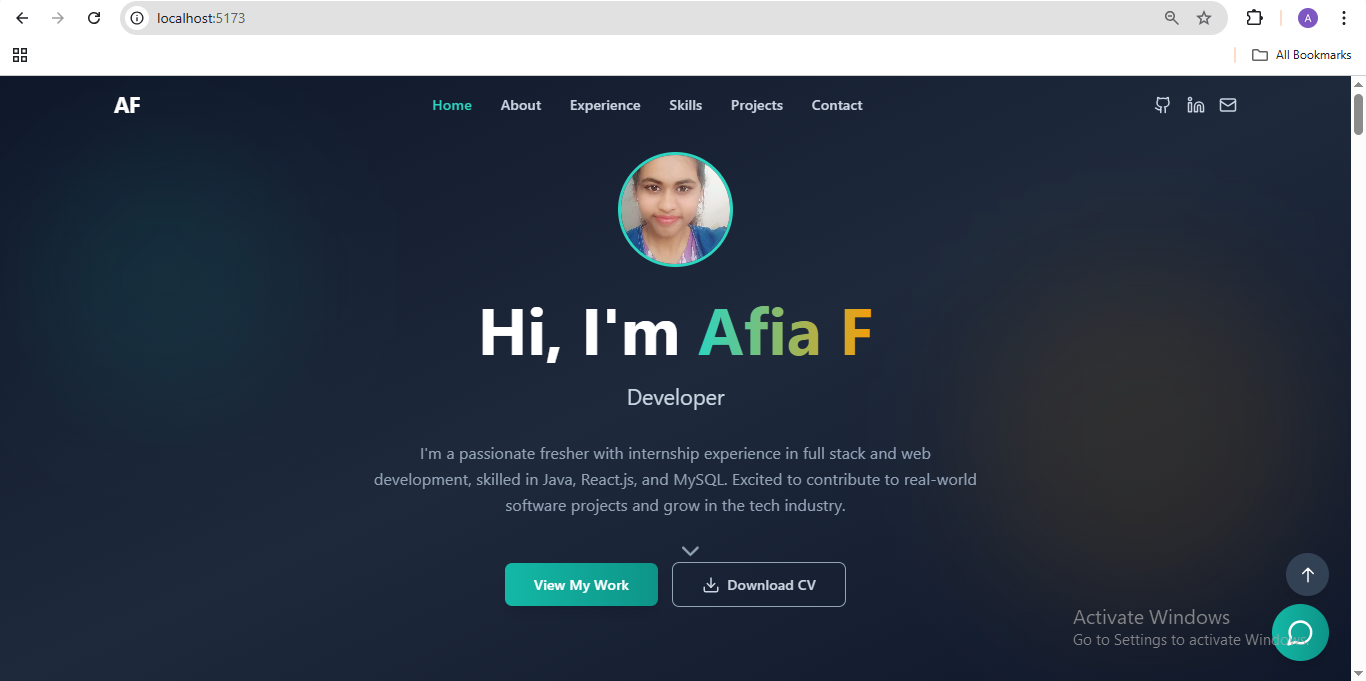 localhost:5173
A
All Bookmarks
AF
Home About Experience Skills Projects Contact
Hi, I'm Afia F
Developer
I'm a passionate fresher with internship experience in full stack and web
development, skilled in Java, React.js, and MySQL. Excited to contribute to real-world
software projects and grow in the tech industry.
View My Work
Download CV
Activate Windows
Go to Settings to activate Windows.